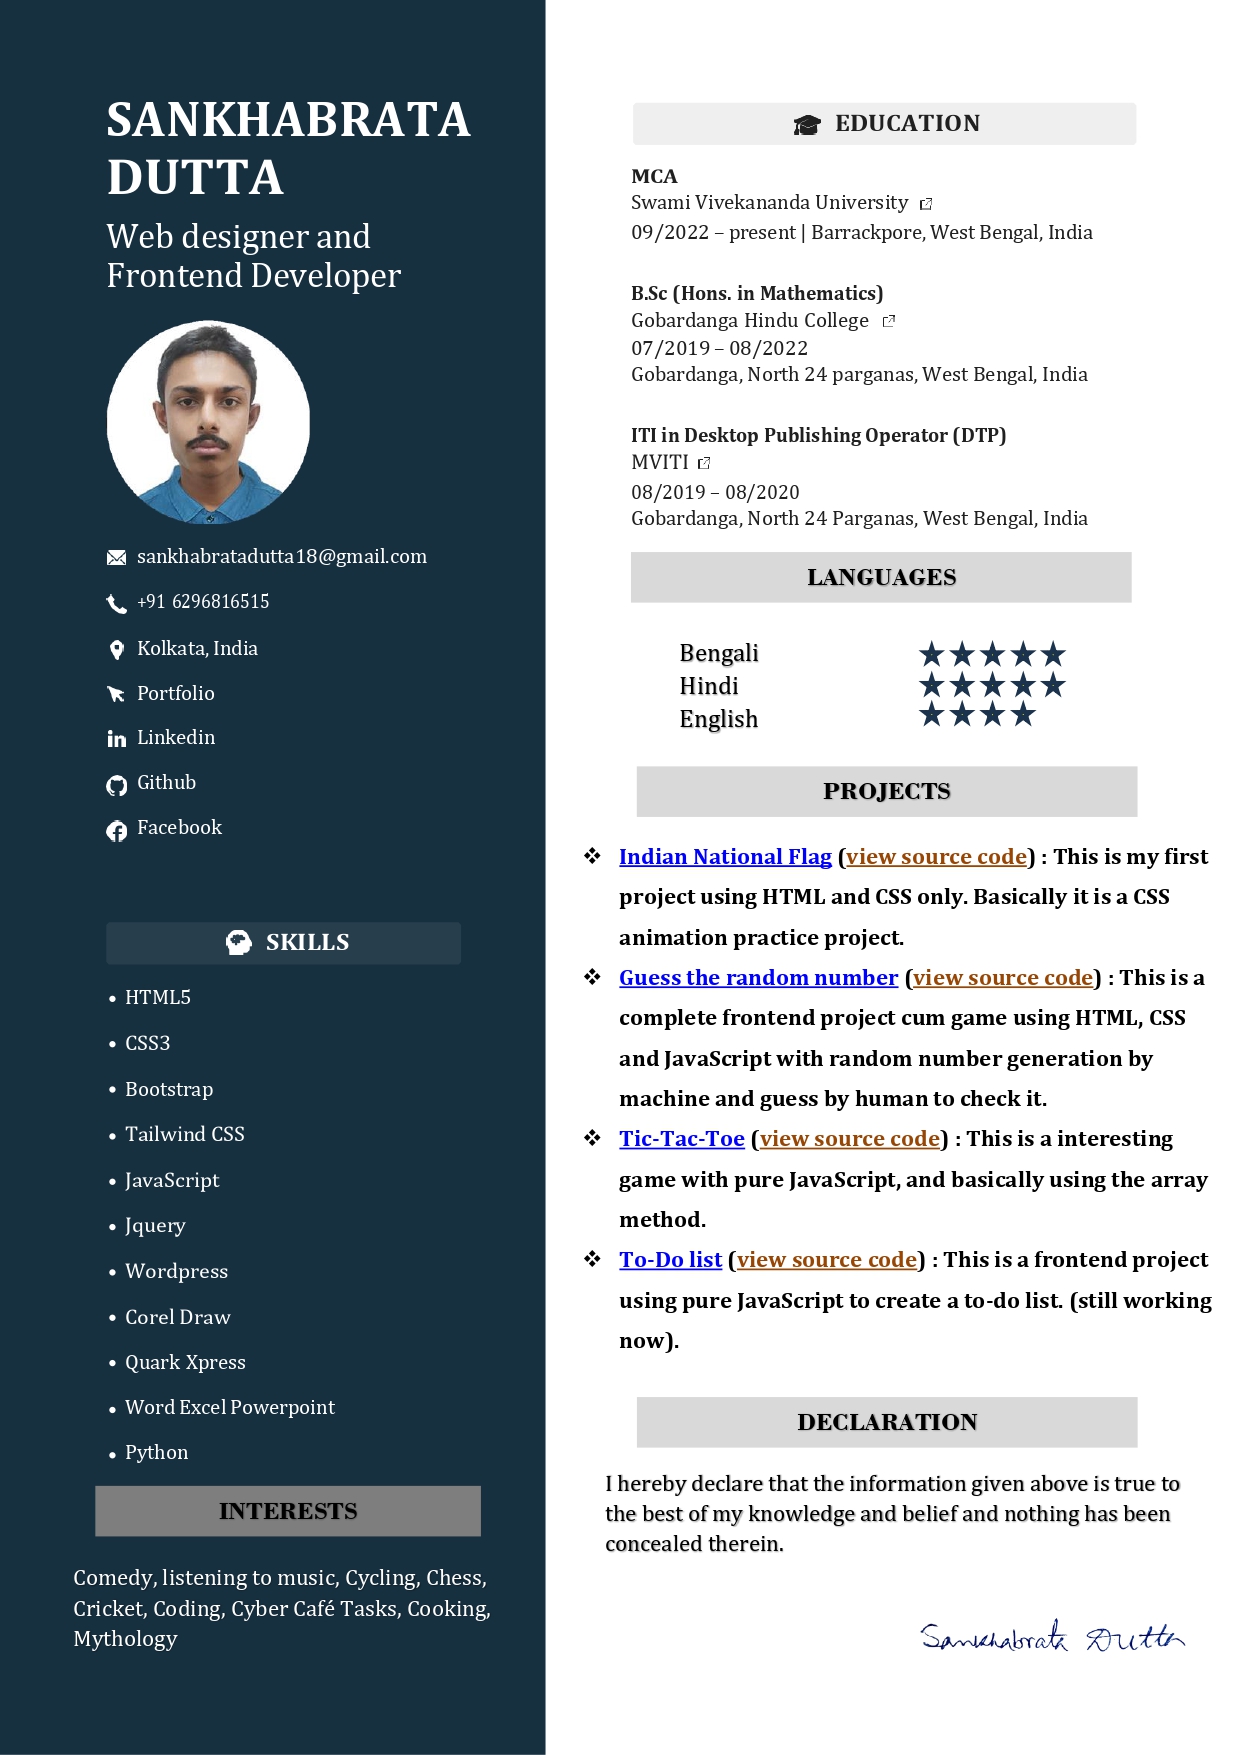 SANKHABRATA
DUTTA
Web designer and
Frontend Developer
sankhabratadutta18@gmail.com
+91 6296816515
Kolkata, India
Portfolio
Linkedin
Github
Facebook
SKILLS
• HTML5
• CSS3
• Bootstrap
• Tailwind CSS
• JavaScript
• Jquery
• Wordpress
• Corel Draw
• Quark Xpress
• Word Excel Powerpoint
• Python
INTERESTS
Comedy, listening to music, Cycling, Chess,
Cricket, Coding, Cyber Café Tasks, Cooking,
Mythology
EDUCATION
MCA
Swami Vivekananda University
09/2022 – present | Barrackpore, West Bengal, India
B.Sc (Hons. in Mathematics)
Gobardanga Hindu College
07/2019 – 08/2022
Gobardanga, North 24 parganas, West Bengal, India
ITI in Desktop Publishing Operator (DTP)
MVITI
08/2019 – 08/2020
Gobardanga, North 24 Parganas, West Bengal, India
LANGUAGES
Bengali ★★★★★
Hindi ★★★★★
English ★★★★
PROJECTS
❖ Indian National Flag (view source code) : This is my first
project using HTML and CSS only. Basically it is a CSS
animation practice project.
❖ Guess the random number (view source code) : This is a
complete frontend project cum game using HTML, CSS
and JavaScript with random number generation by
machine and guess by human to check it.
❖ Tic-Tac-Toe (view source code) : This is a interesting
game with pure JavaScript, and basically using the array
method.
❖ To-Do list (view source code) : This is a frontend project
using pure JavaScript to create a to-do list. (still working
now).
DECLARATION
I hereby declare that the information given above is true to
the best of my knowledge and belief and nothing has been
concealed therein.
Sankhabrata Dutta